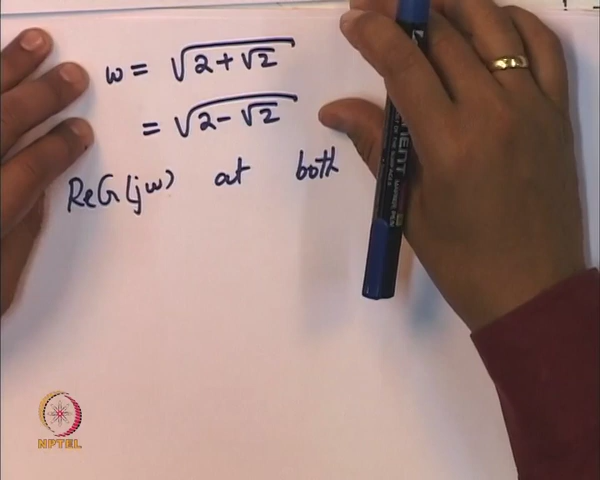 ω = √2+√2
= √2-√2
ReG(jω) at both
NPTEL